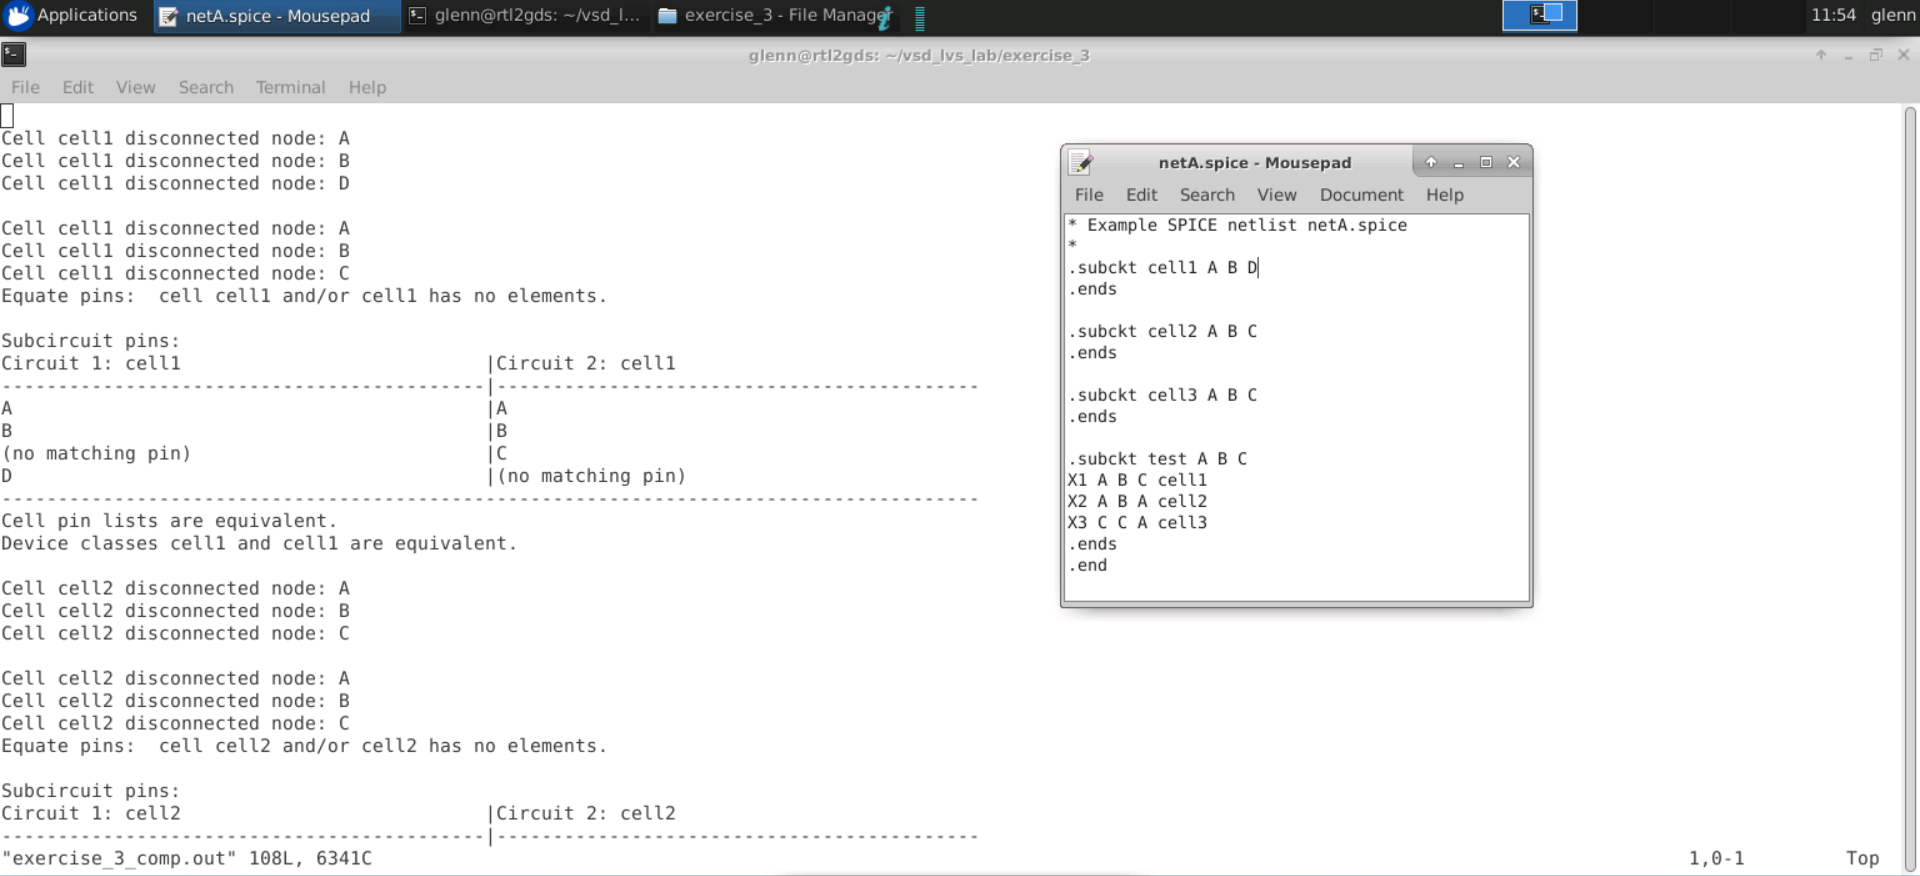 Applications
netA.spice - Mousepad
glenn@rtl2gds: ~/vsd_l...
exercise_3 - File Manager
11:54 glenn
glenn@rtl2gds: ~/vsd_lvs_lab/exercise_3
File Edit View Search Terminal Help
Cell cell1 disconnected node: A
Cell cell1 disconnected node: B
Cell cell1 disconnected node: D
Cell cell1 disconnected node: A
Cell cell1 disconnected node: B
Cell cell1 disconnected node: C
Equate pins:  cell cell1 and/or cell1 has no elements.
Subcircuit pins:
Circuit 1: cell1                           |Circuit 2: cell1
-------------------------------------------|-------------------------------------------
A                                          |A
B                                          |B
(no matching pin)                          |C
D                                          |(no matching pin)
---------------------------------------------------------------------------------------
Cell pin lists are equivalent.
Device classes cell1 and cell1 are equivalent.
Cell cell2 disconnected node: A
Cell cell2 disconnected node: B
Cell cell2 disconnected node: C
Cell cell2 disconnected node: A
Cell cell2 disconnected node: B
Cell cell2 disconnected node: C
Equate pins:  cell cell2 and/or cell2 has no elements.
Subcircuit pins:
Circuit 1: cell2                           |Circuit 2: cell2
-------------------------------------------|-------------------------------------------
"exercise_3_comp.out" 108L, 6341C
1,0-1
Top
netA.spice - Mousepad
File Edit Search View Document Help
* Example SPICE netlist netA.spice
*
.subckt cell1 A B D
.ends
.subckt cell2 A B C
.ends
.subckt cell3 A B C
.ends
.subckt test A B C
X1 A B C cell1
X2 A B A cell2
X3 C C A cell3
.ends
.end